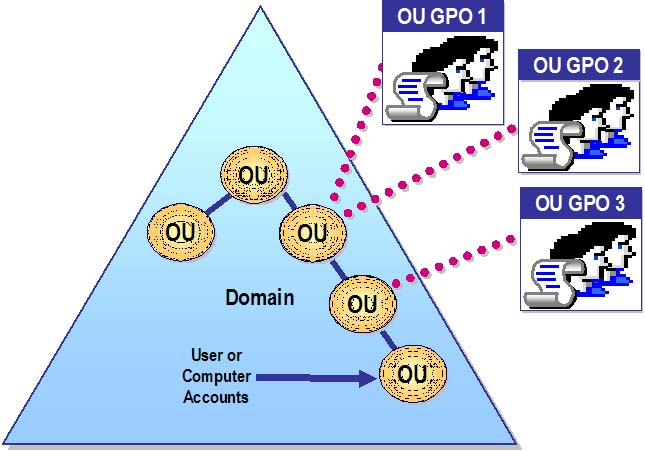 OU GPO 1
OU GPO 2
OU
OU
OU
OU GPO 3
Domain
OU
User or
Computer
Accounts
OU